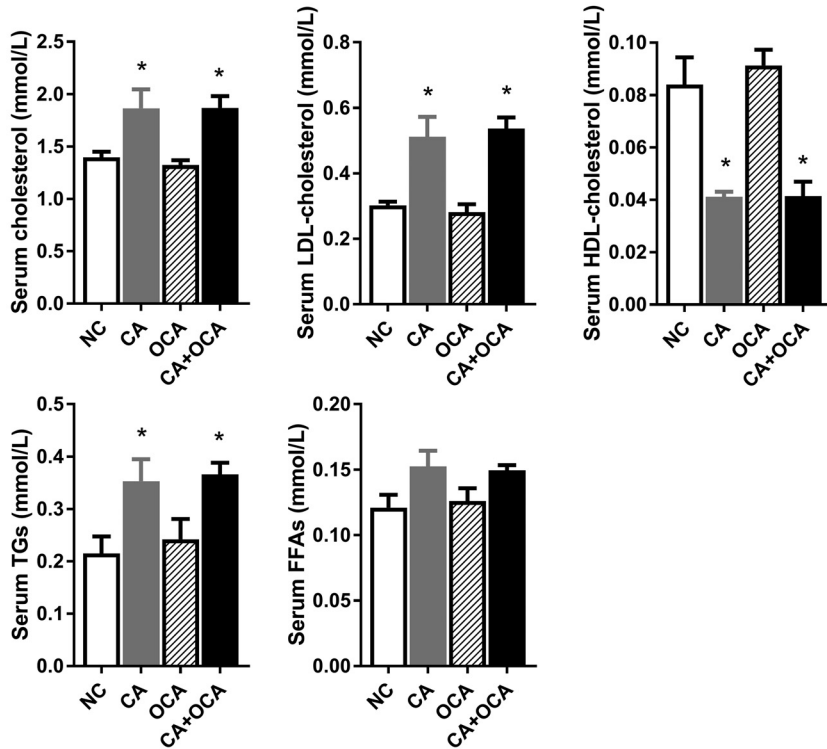 Serum cholesterol (mmol/L)
2.5
2.0
1.5
1.0
0.5
0.0
*
*
NC
CA
OCA
CA+OCA
Serum LDL-cholesterol (mmol/L)
0.8
0.6
0.4
0.2
0.0
*
*
NC
CA
OCA
CA+OCA
Serum HDL-cholesterol (mmol/L)
0.10
0.08
0.06
0.04
0.02
0.00
*
*
NC
CA
OCA
CA+OCA
Serum TGs (mmol/L)
0.5
0.4
0.3
0.2
0.1
0.0
*
*
NC
CA
OCA
CA+OCA
Serum FFAs (mmol/L)
0.20
0.15
0.10
0.05
0.00
NC
CA
OCA
CA+OCA